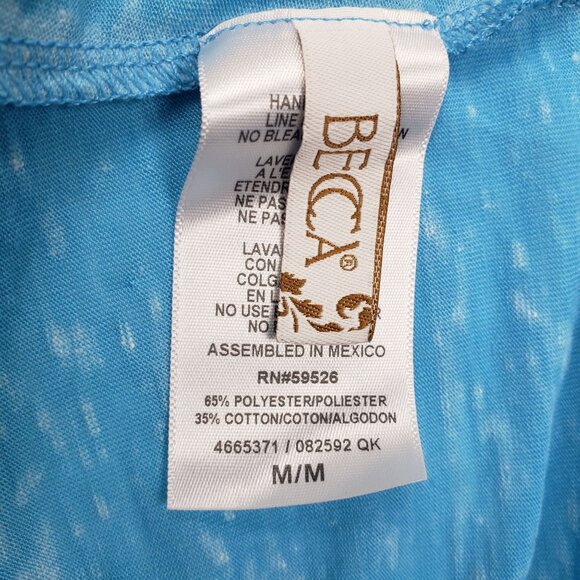 BECCA®
HAN
LINE
NO BLEA
LAVE
A L'E
ETENDR
NE PAS
NE PAS
LAVA
CON
COLG
EN L
NO USE
NO
ASSEMBLED IN MEXICO
RN#59526
65% POLYESTER/POLIESTER
35% COTTON/COTON/ALGODON
4665371 / 082592 QK
M/M